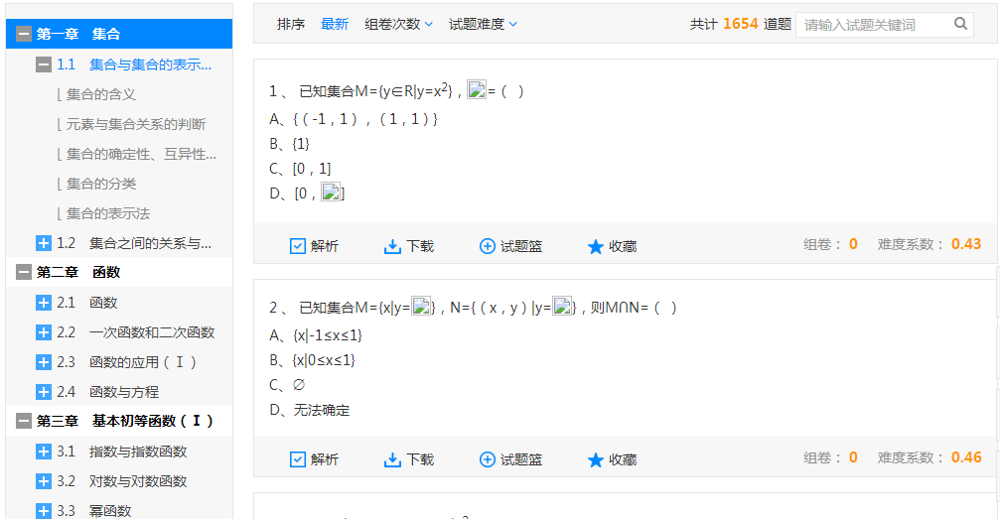 第一章 集合
1.1 集合与集合的表示...
集合的含义
元素与集合关系的判断
集合的确定性、互异性...
集合的分类
集合的表示法
1.2 集合之间的关系与...
第二章 函数
2.1 函数
2.2 一次函数和二次函数
2.3 函数的应用（Ⅰ）
2.4 函数与方程
第三章 基本初等函数（Ⅰ）
3.1 指数与指数函数
3.2 对数与对数函数
3.3 幂函数
排序 最新 组卷次数 试题难度 共计 1654 道题 请输入试题关键词
1 、 已知集合M={y∈R|y=x²}，=（ ）
A、{（-1，1），（1，1）}
B、{1}
C、[0，1]
D、[0，]
解析 下载 试题篮 收藏 组卷： 0 难度系数： 0.43
2 、 已知集合M={x|y=}，N={（x，y）|y=}，则M∩N=（ ）
A、{x|-1≤x≤1}
B、{x|0≤x≤1}
C、∅
D、无法确定
解析 下载 试题篮 收藏 组卷： 0 难度系数： 0.46